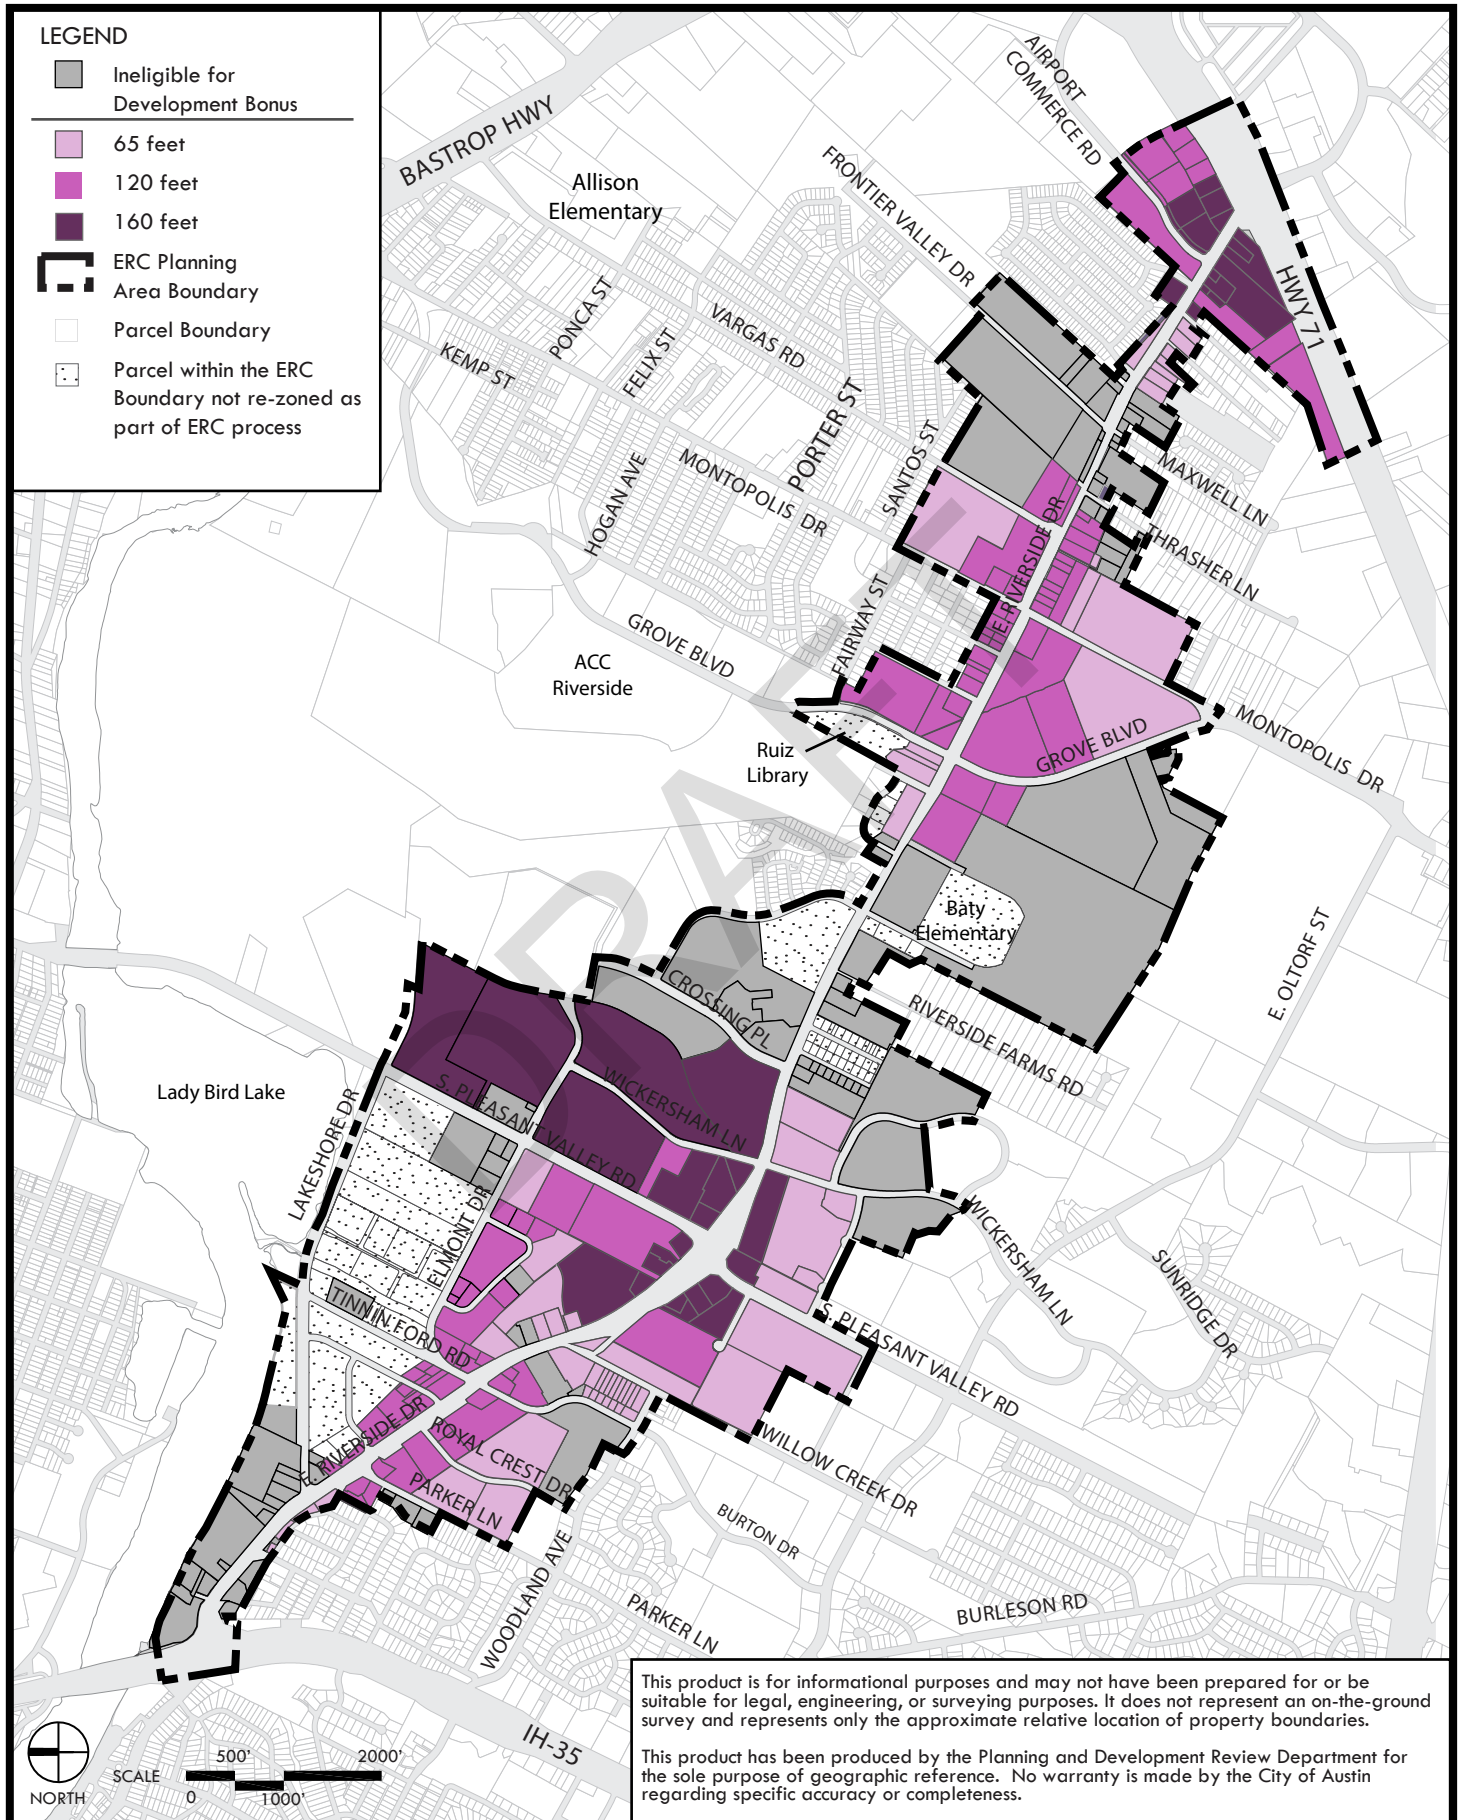 LEGEND
Ineligible for
Development Bonus
65 feet
120 feet
160 feet
ERC Planning
Area Boundary
Parcel Boundary
Parcel within the ERC
Boundary not re-zoned as
part of ERC process
BASTROP HWY
AIRPORT
COMMERCE RD
Allison
Elementary
FRONTIER VALLEY DR
HWY 71
PONCA ST
VARGAS RD
KEMP ST
FELIX ST
PORTER ST
SANTOS ST
HOGAN AVE
MONTOPOLIS DR
MAXWELL LN
THRASHER LN
E. RIVERSIDE DR
FAIRWAY ST
GROVE BLVD
ACC
Riverside
Ruiz
Library
GROVE BLVD
MONTOPOLIS DR
Baty
Elementary
E. OLTORF ST
CROSSING PL
RIVERSIDE FARMS RD
Lady Bird Lake
LAKESHORE DR
S. PLEASANT VALLEY RD
WICKERSHAM LN
ELMONT DR
WICKERSHAM LN
SUNRIDGE DR
TINNIN FORD RD
S. PLEASANT VALLEY RD
E. RIVERSIDE DR
ROYAL CREST DR
PARKER LN
WILLOW CREEK DR
BURTON DR
WOODLAND AVE
PARKER LN
BURLESON RD
IH-35
DRAFT
NORTH
SCALE
500'
2000'
0
1000'
This product is for informational purposes and may not have been prepared for or be
suitable for legal, engineering, or surveying purposes. It does not represent an on-the-ground
survey and represents only the approximate relative location of property boundaries.
This product has been produced by the Planning and Development Review Department for
the sole purpose of geographic reference. No warranty is made by the City of Austin
regarding specific accuracy or completeness.